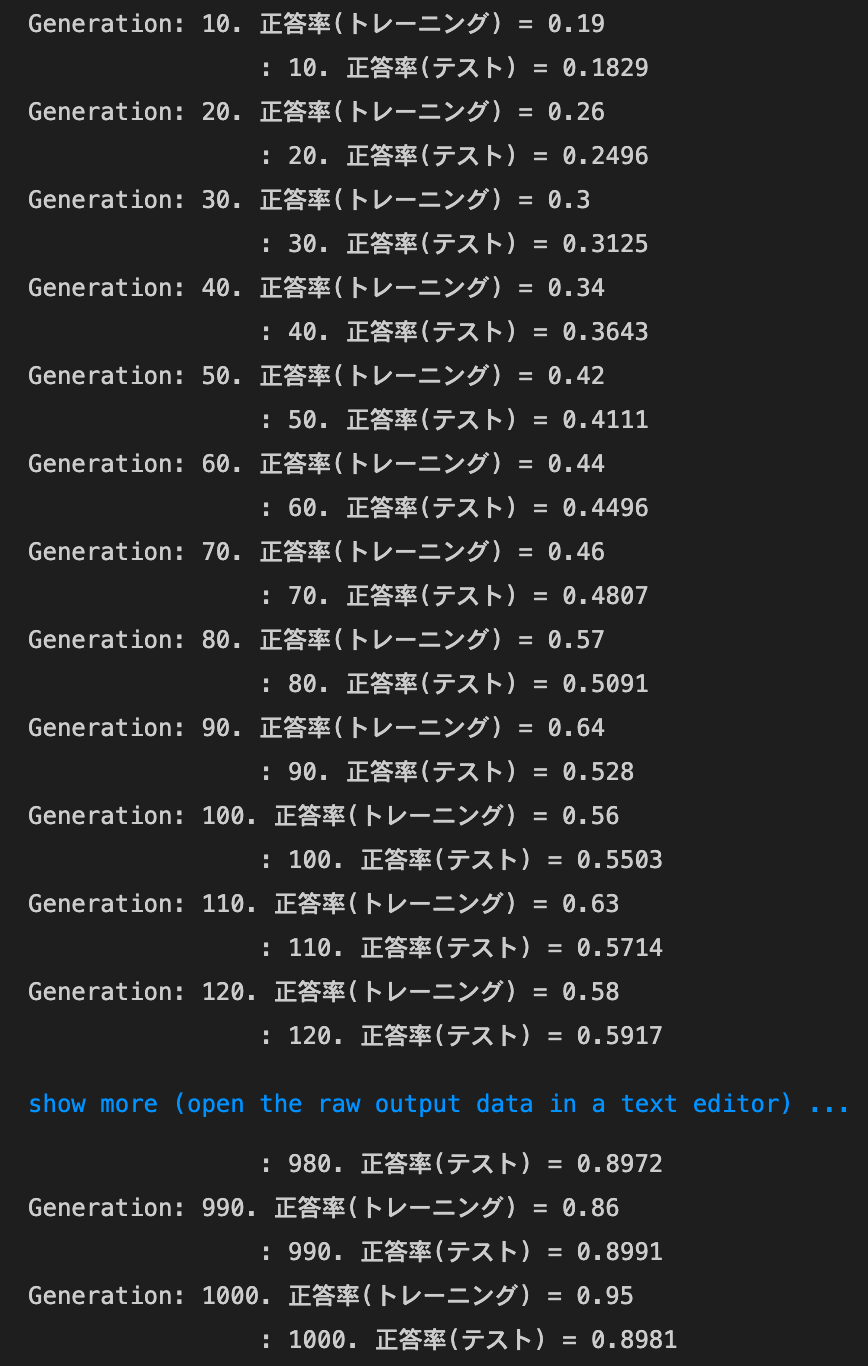 Generation: 10. 正答率(トレーニング) = 0.19
: 10. 正答率(テスト) = 0.1829
Generation: 20. 正答率(トレーニング) = 0.26
: 20. 正答率(テスト) = 0.2496
Generation: 30. 正答率(トレーニング) = 0.3
: 30. 正答率(テスト) = 0.3125
Generation: 40. 正答率(トレーニング) = 0.34
: 40. 正答率(テスト) = 0.3643
Generation: 50. 正答率(トレーニング) = 0.42
: 50. 正答率(テスト) = 0.4111
Generation: 60. 正答率(トレーニング) = 0.44
: 60. 正答率(テスト) = 0.4496
Generation: 70. 正答率(トレーニング) = 0.46
: 70. 正答率(テスト) = 0.4807
Generation: 80. 正答率(トレーニング) = 0.57
: 80. 正答率(テスト) = 0.5091
Generation: 90. 正答率(トレーニング) = 0.64
: 90. 正答率(テスト) = 0.528
Generation: 100. 正答率(トレーニング) = 0.56
: 100. 正答率(テスト) = 0.5503
Generation: 110. 正答率(トレーニング) = 0.63
: 110. 正答率(テスト) = 0.5714
Generation: 120. 正答率(トレーニング) = 0.58
: 120. 正答率(テスト) = 0.5917
show more (open the raw output data in a text editor) ...
: 980. 正答率(テスト) = 0.8972
Generation: 990. 正答率(トレーニング) = 0.86
: 990. 正答率(テスト) = 0.8991
Generation: 1000. 正答率(トレーニング) = 0.95
: 1000. 正答率(テスト) = 0.8981